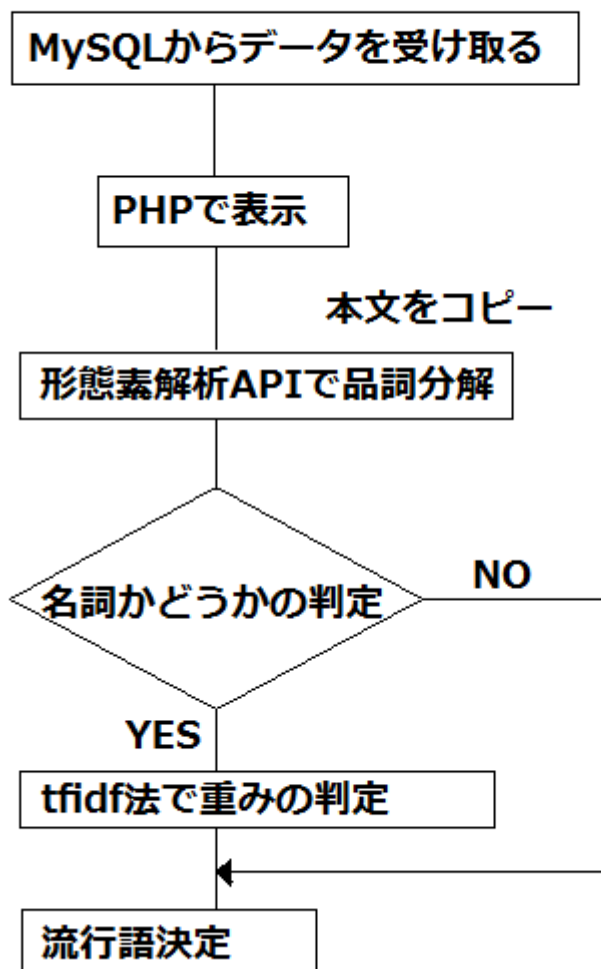 MySQLからデータを受け取る
PHPで表示
本文をコピー
形態素解析APIで品詞分解
名詞かどうかの判定
NO
YES
tfidf法で重みの判定
流行語決定